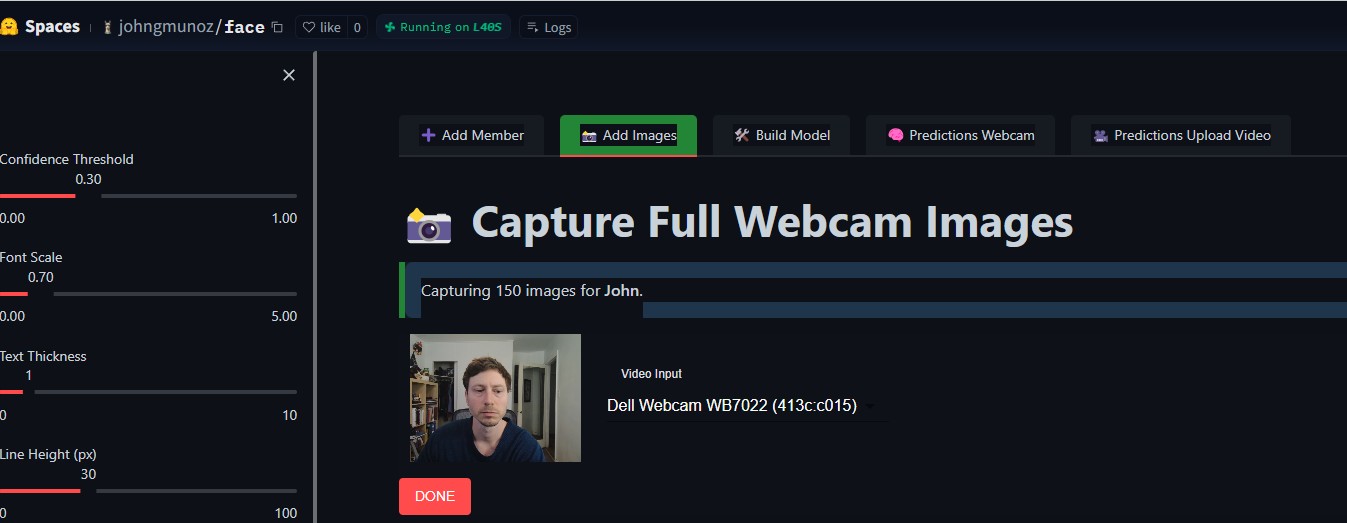 Spaces johngmunoz/face like 0 Running on L40S Logs
Add Member Add Images Build Model Predictions Webcam Predictions Upload Video
Confidence Threshold
0.30
0.00 1.00
Font Scale
0.70
0.00 5.00
Text Thickness
1
0 10
Line Height (px)
30
0 100
Capture Full Webcam Images
Capturing 150 images for John.
Video Input
Dell Webcam WB7022 (413c:c015)
DONE